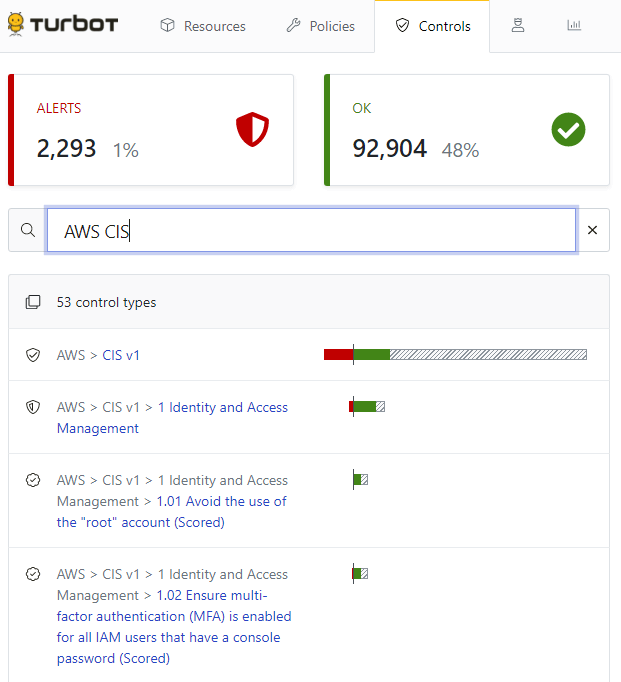 TURBOT
Resources
Policies
Controls
ALERTS
2,293 1%
OK
92,904 48%
AWS CIS
53 control types
AWS > CIS v1
AWS > CIS v1 > 1 Identity and Access
Management
AWS > CIS v1 > 1 Identity and Access
Management > 1.01 Avoid the use of
the "root" account (Scored)
AWS > CIS v1 > 1 Identity and Access
Management > 1.02 Ensure multi-
factor authentication (MFA) is enabled
for all IAM users that have a console
password (Scored)